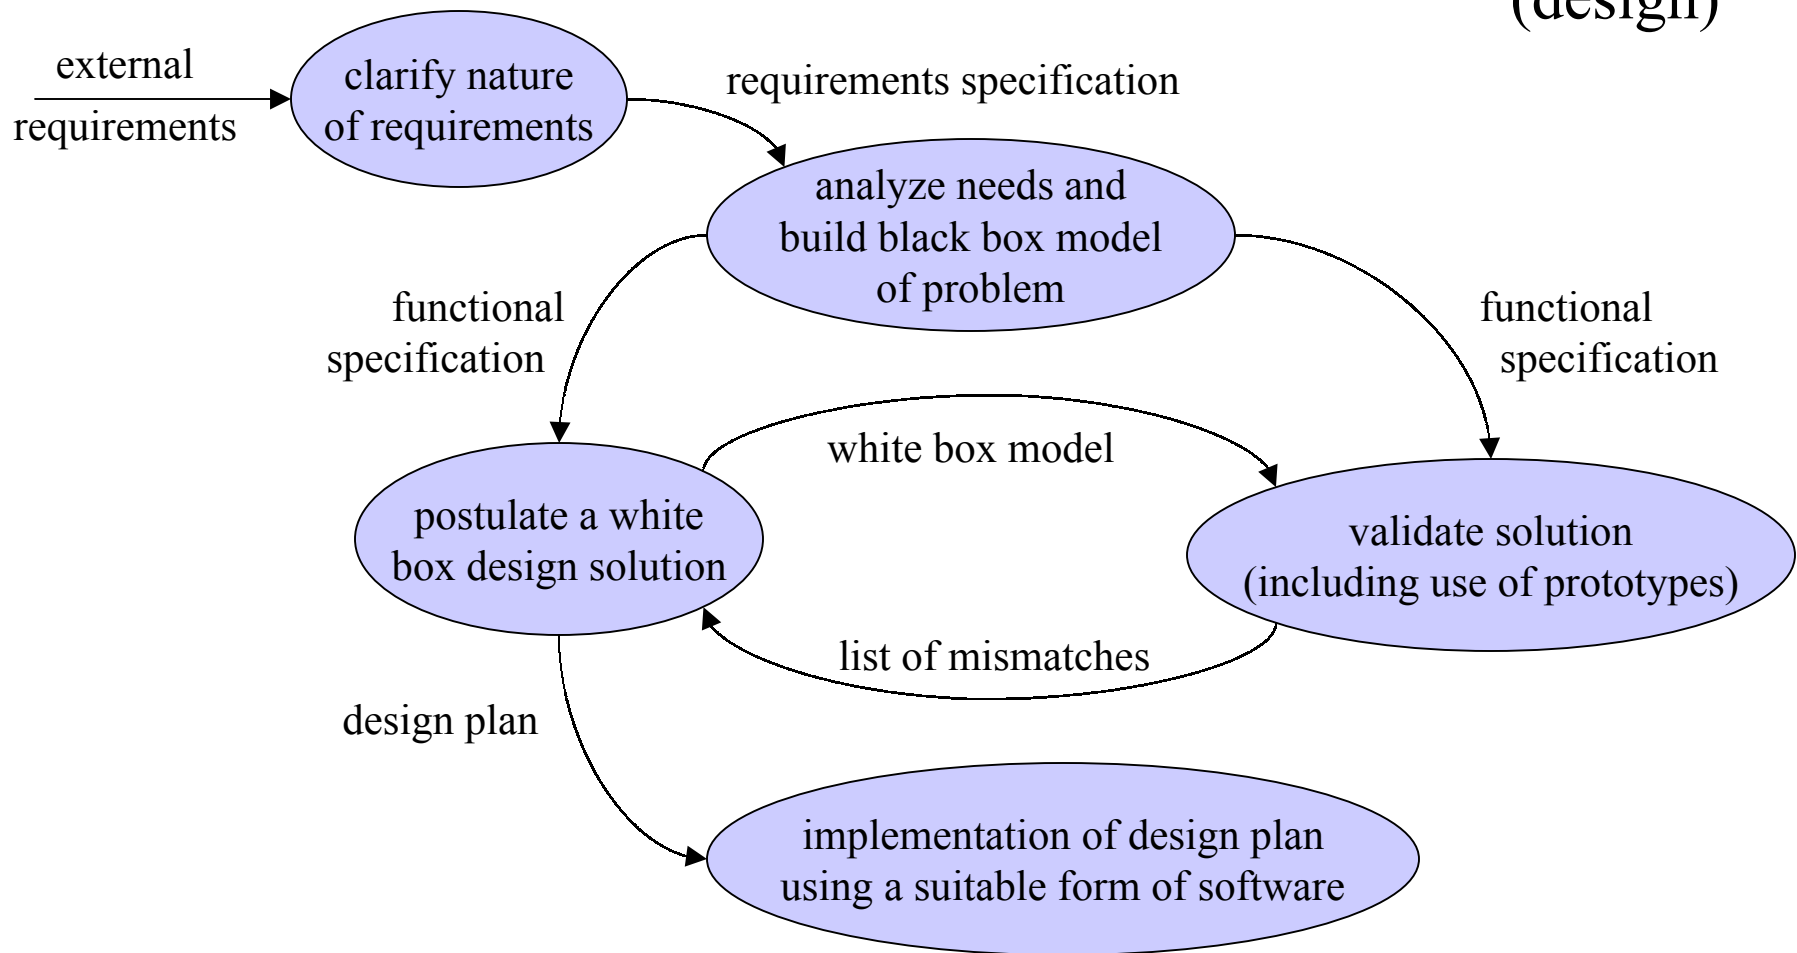 (design)
external
requirements
clarify nature
of requirements
requirements specification
analyze needs and
build black box model
of problem
functional
specification
functional
specification
white box model
postulate a white
box design solution
validate solution
(including use of prototypes)
list of mismatches
design plan
implementation of design plan
using a suitable form of software